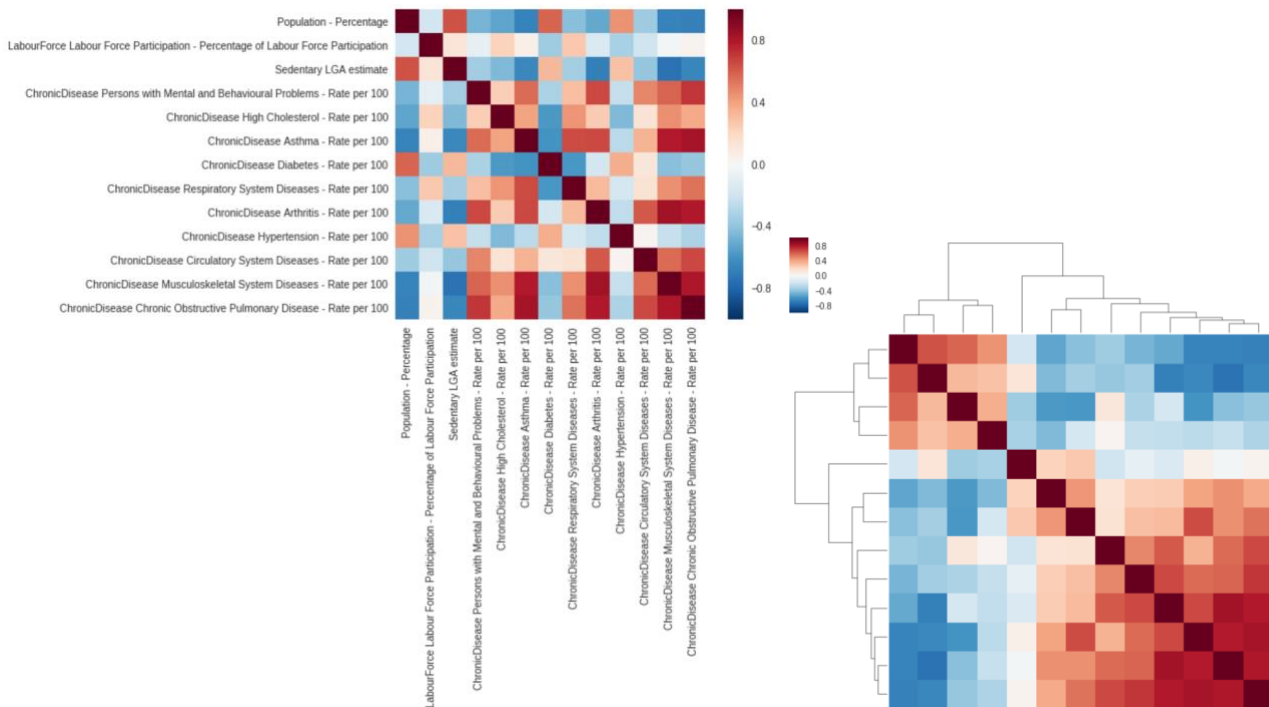 Population - Percentage
LabourForce Labour Force Participation - Percentage of Labour Force Participation
Sedentary LGA estimate
ChronicDisease Persons with Mental and Behavioural Problems - Rate per 100
ChronicDisease High Cholesterol - Rate per 100
ChronicDisease Asthma - Rate per 100
ChronicDisease Diabetes - Rate per 100
ChronicDisease Respiratory System Diseases - Rate per 100
ChronicDisease Arthritis - Rate per 100
ChronicDisease Hypertension - Rate per 100
ChronicDisease Circulatory System Diseases - Rate per 100
ChronicDisease Musculoskeletal System Diseases - Rate per 100
ChronicDisease Chronic Obstructive Pulmonary Disease - Rate per 100
0.8
0.4
0.0
−0.4
−0.8
Population - Percentage
LabourForce Labour Force Participation - Percentage of Labour Force Participation
Sedentary LGA estimate
ChronicDisease Persons with Mental and Behavioural Problems - Rate per 100
ChronicDisease High Cholesterol - Rate per 100
ChronicDisease Asthma - Rate per 100
ChronicDisease Diabetes - Rate per 100
ChronicDisease Respiratory System Diseases - Rate per 100
ChronicDisease Arthritis - Rate per 100
ChronicDisease Hypertension - Rate per 100
ChronicDisease Circulatory System Diseases - Rate per 100
ChronicDisease Musculoskeletal System Diseases - Rate per 100
ChronicDisease Chronic Obstructive Pulmonary Disease - Rate per 100
0.8
0.4
0.0
−0.4
−0.8